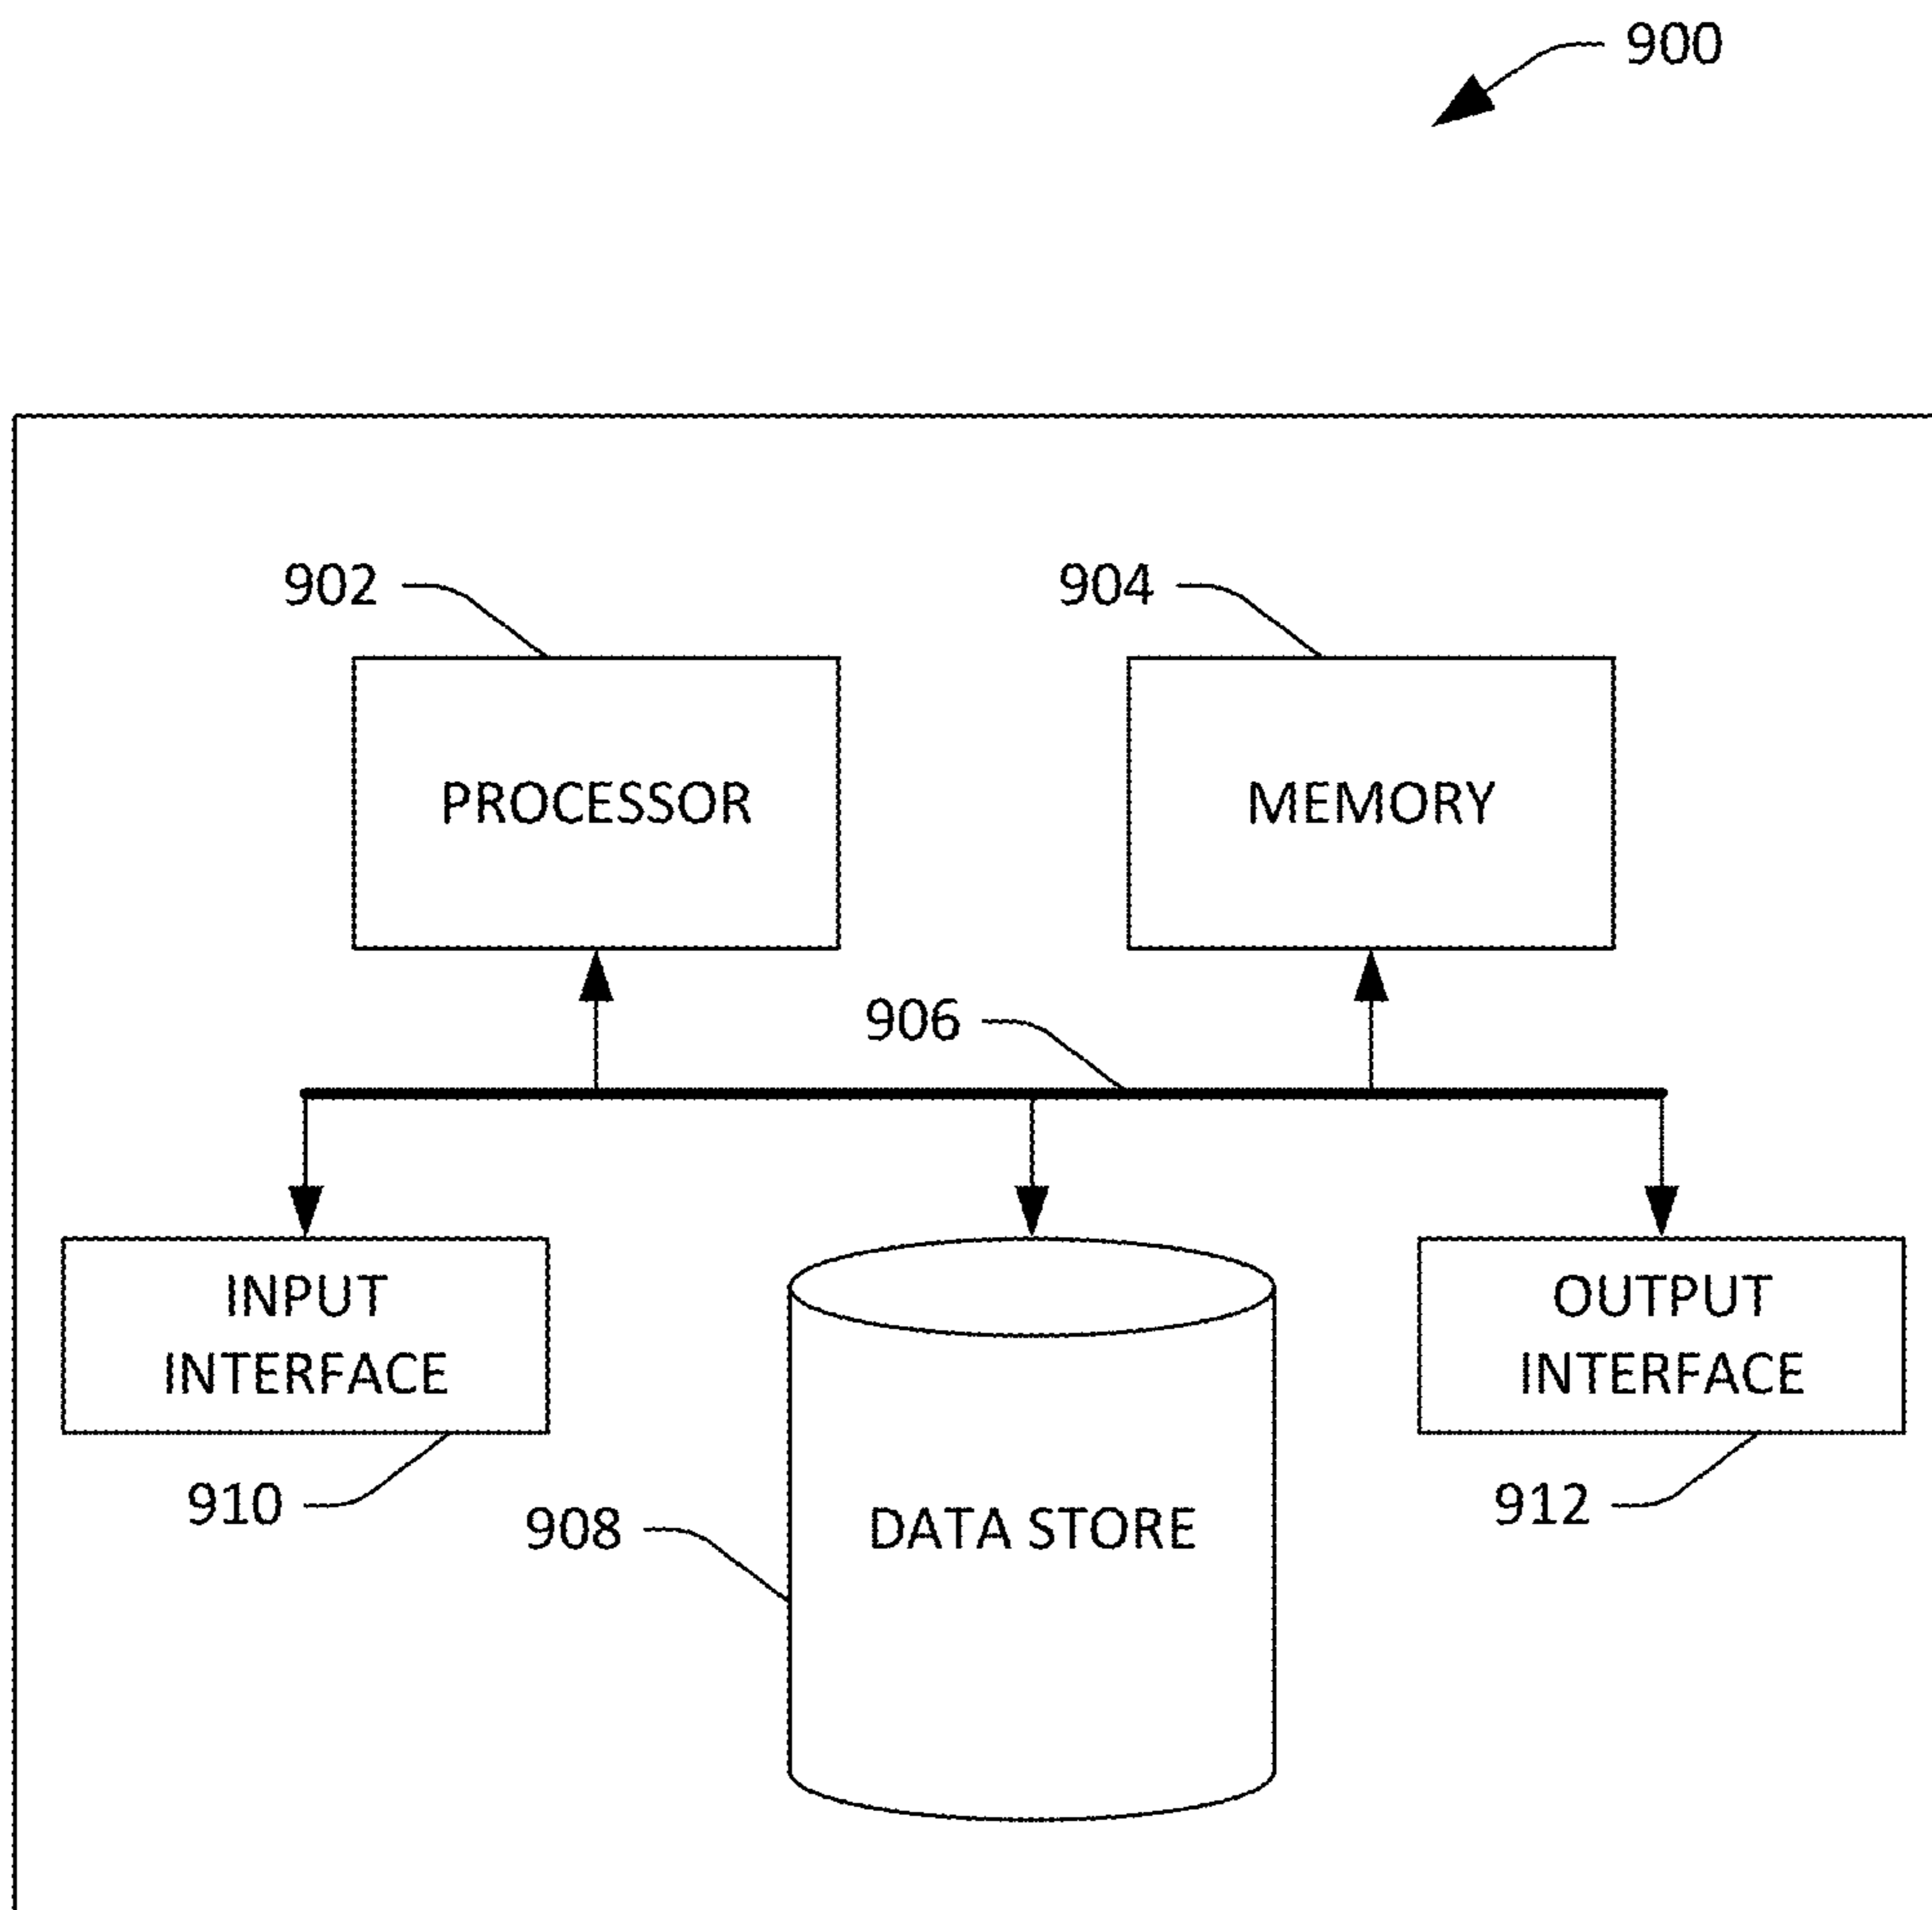 900
902
904
PROCESSOR
MEMORY
906
INPUT
INTERFACE
OUTPUT
INTERFACE
910
908
DATA STORE
912